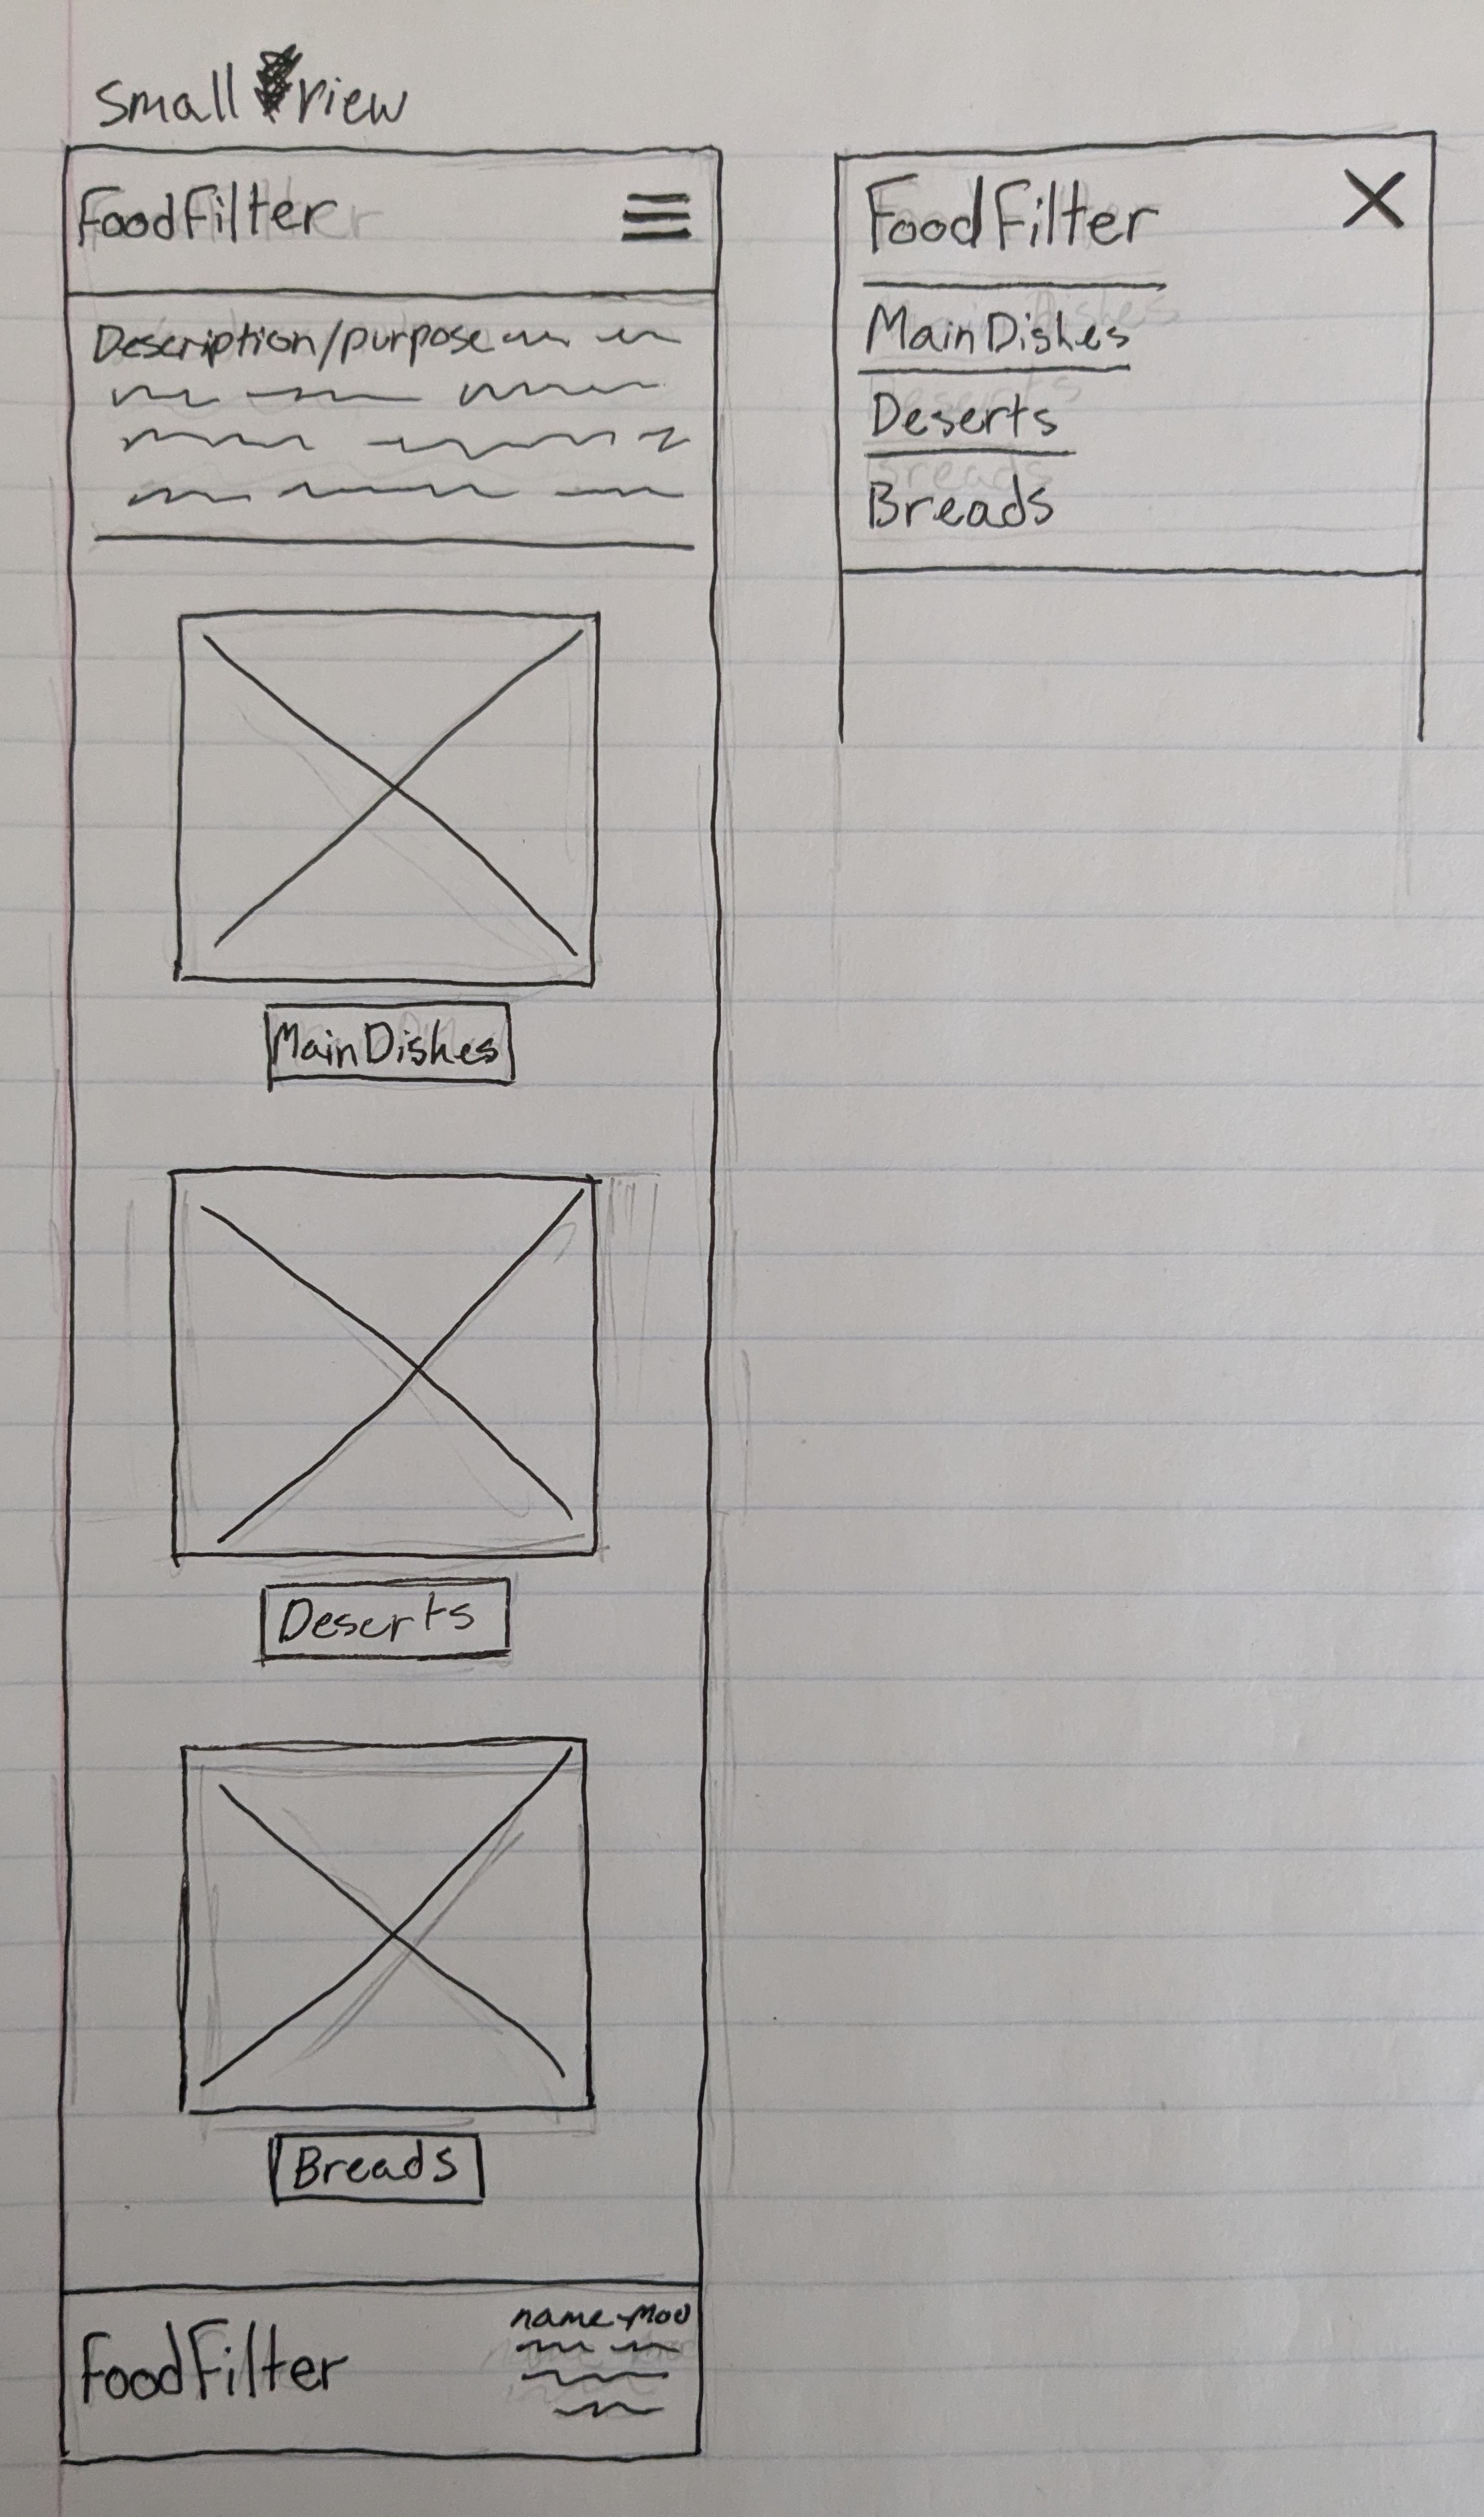 Small view
FoodFilter
Description/purpose
Main Dishes
Deserts
Breads
FoodFilter
name-Mod
FoodFilter
Main Dishes
Deserts
Breads